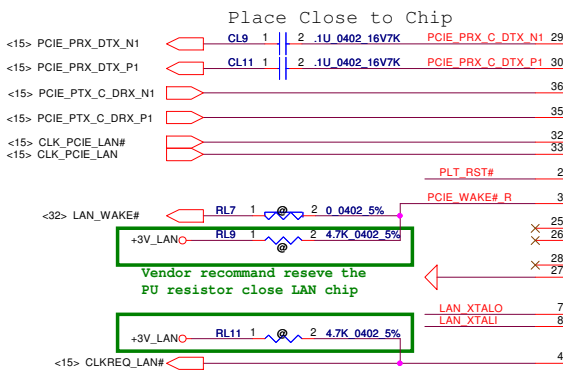 Place Close to Chip
<15> PCIE_PRX_DTX_N1 CL9 1 2 .1U_0402_16V7K PCIE_PRX_C_DTX_N1 29
<15> PCIE_PRX_DTX_P1 CL11 1 2 .1U_0402_16V7K PCIE_PRX_C_DTX_P1 30
<15> PCIE_PTX_C_DRX_N1 36
<15> PCIE_PTX_C_DRX_P1 35
<15> CLK_PCIE_LAN# 32
<15> CLK_PCIE_LAN 33
PLT_RST# 2
PCIE_WAKE#_R 3
<32> LAN_WAKE# RL7 1 @ 2 0_0402_5%
25
+3V_LAN RL9 1 @ 2 4.7K_0402_5% 26
28
Vendor recommand reseve the 27
PU resistor close LAN chip
LAN_XTALO 7
LAN_XTALI 8
+3V_LAN RL11 1 @ 2 4.7K_0402_5%
<15> CLKREQ_LAN# 4